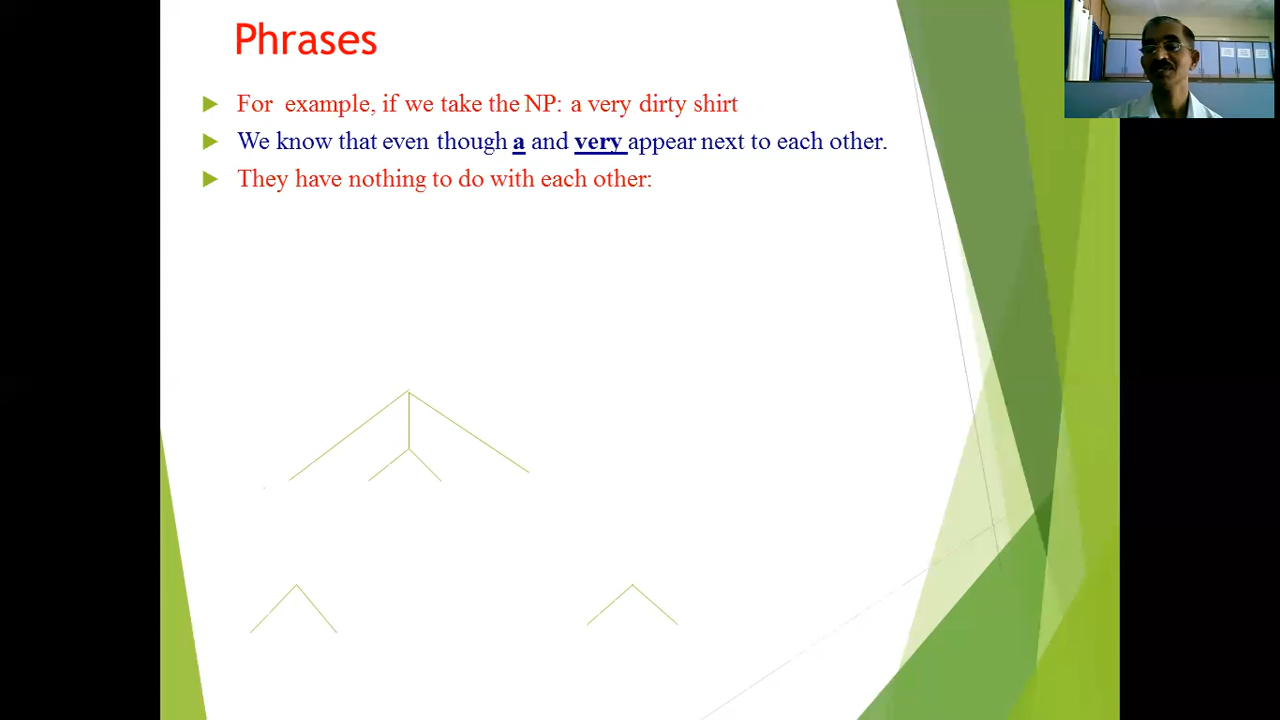 Phrases
For example, if we take the NP: a very dirty shirt
We know that even though a and very appear next to each other.
They have nothing to do with each other: